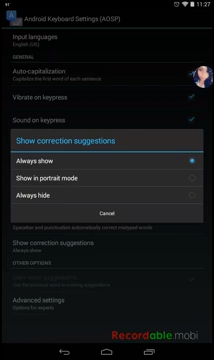 11:27
Android Keyboard Settings (AOSP)
Input languages
English (US)
GENERAL
Auto-capitalization
Capitalize the first word of each sentence
Vibrate on keypress
Sound on keypress
Show correction suggestions
Always show
Show in portrait mode
Always hide
Cancel
Spacebar and punctuation automatically correct mistyped words
Show correction suggestions
Always show
OTHER OPTIONS
Advanced settings
Options for experts
Recordable.mobi